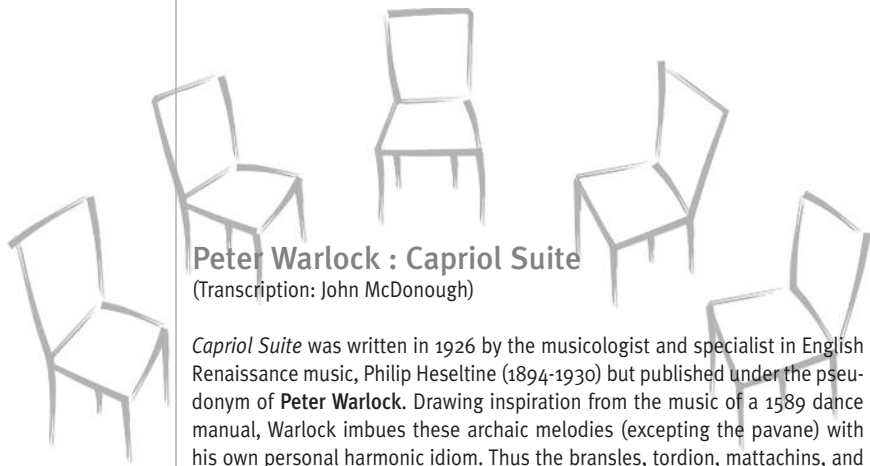 Peter Warlock : Capriol Suite
(Transcription: John McDonough)
Capriol Suite was written in 1926 by the musicologist and specialist in English
Renaissance music, Philip Heseltine (1894-1930) but published under the pseu-
donym of Peter Warlock. Drawing inspiration from the music of a 1589 dance
manual, Warlock imbues these archaic melodies (excepting the pavane) with
his own personal harmonic idiom. Thus the bransles, tordion, mattachins, and